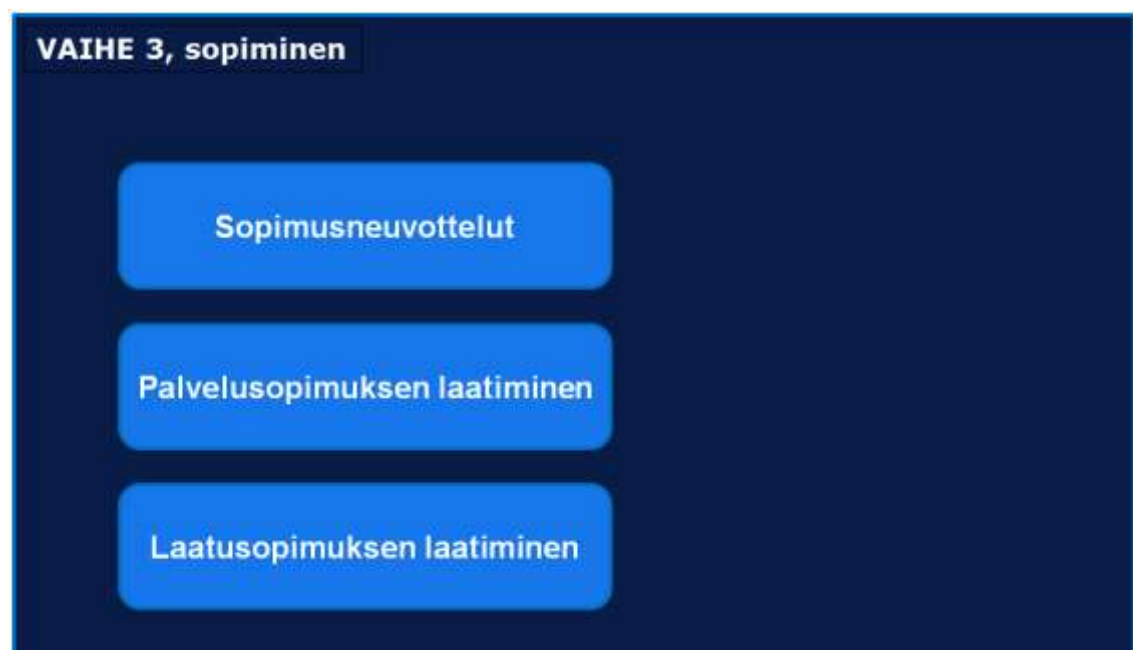 VAIHE 3, sopiminen
Sopimusneuvottelut
Palvelusopimuksen laatiminen
Laatusopimuksen laatiminen